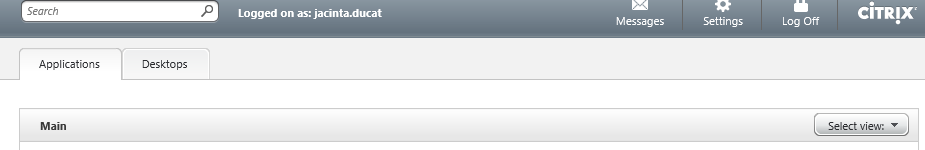 Search
Logged on as: jacinta.ducat
Messages
Settings
Log Off
CITRIX
Applications
Desktops
Main
Select view: